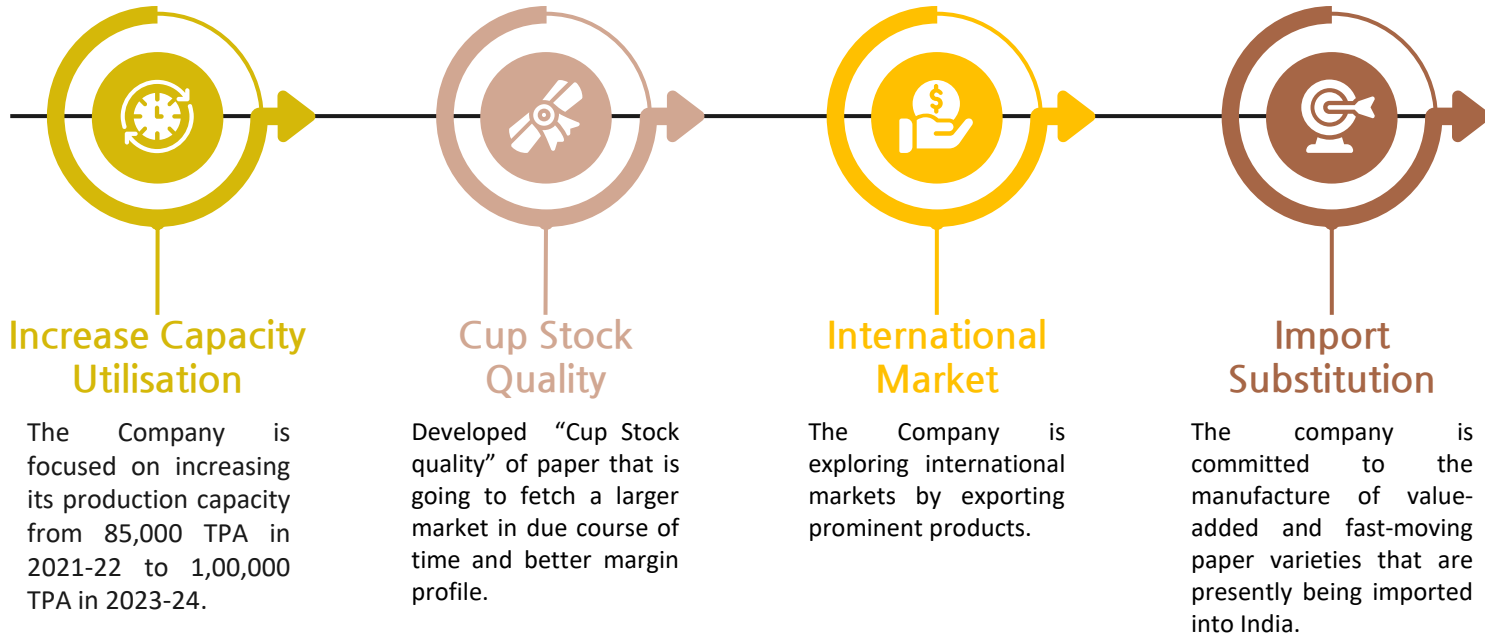 Increase Capacity
Utilisation
The Company is
focused on increasing
its production capacity
from 85,000 TPA in
2021-22 to 1,00,000
TPA in 2023-24.
Cup Stock
Quality
Developed “Cup Stock
quality” of paper that is
going to fetch a larger
market in due course of
time and better margin
profile.
International
Market
The Company is
exploring international
markets by exporting
prominent products.
Import
Substitution
The company is
committed to the
manufacture of value-
added and fast-moving
paper varieties that are
presently being imported
into India.
$